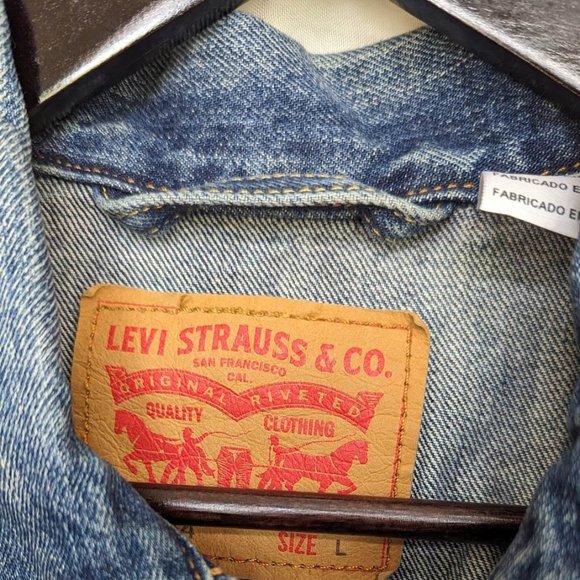 FABRICADO E
FABRICADO E
LEVI STRAUSS & CO.
SAN FRANCISCO
CAL.
ORIGINAL RIVETED
QUALITY CLOTHING
SIZE L